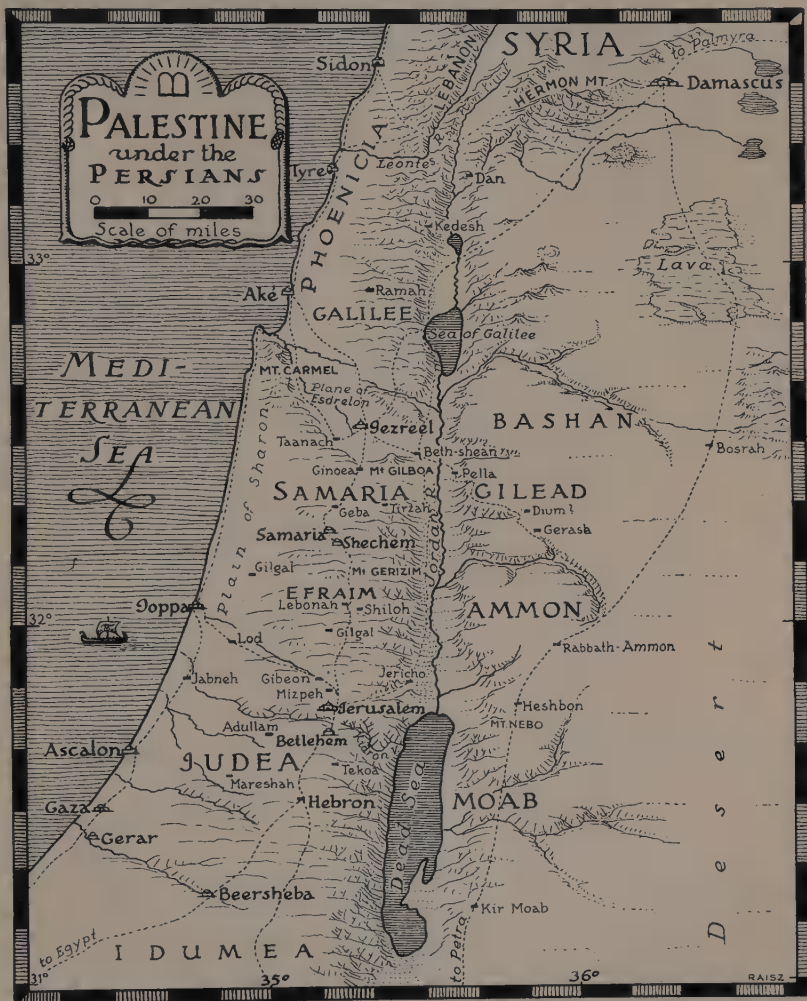 PALESTINE
under the
PERSIANS
0 10 20 30
Scale of miles
SYRIA
to Palmyra
Sidon
LEBANON
HERMON MT.
Damascus
PHOENICIA
Tyre
Leontes R.
Dan
Kedesh
33°
Lava
Aké
Ramah
GALILEE
Sea of Galilee
MEDI-
TERRANEAN
SEA
MT. CARMEL
Plane of
Esdrelon
BASHAN
Jezreel
Taanach
Beth-shean
Bosrah
Ginoea
Mt GILBOA
Pella
Plain of Sharon
SAMARIA
GILEAD
Geba
Tirzah
Dium?
Jordan R.
Samaria
Gerash
Shechem
Gilgal
Mt GERIZIM
EFRAIM
Joppa
Lebonah
Shiloh
AMMON
32°
Gilgal
Lod
Rabbath-Ammon
Jabneh
Gibeon
Jericho
Mizpeh
Jerusalem
Heshbon
MT. NEBO
Adullam
Betlehem
Ascalon
JUDEA
Tekoa
Mareshah
Dead Sea
Gaza
Hebron
MOAB
Gerar
Desert
Beersheba
Kir Moab
to Egypt
IDUMEA
to Petra
31°
35°
36°
RAISZ